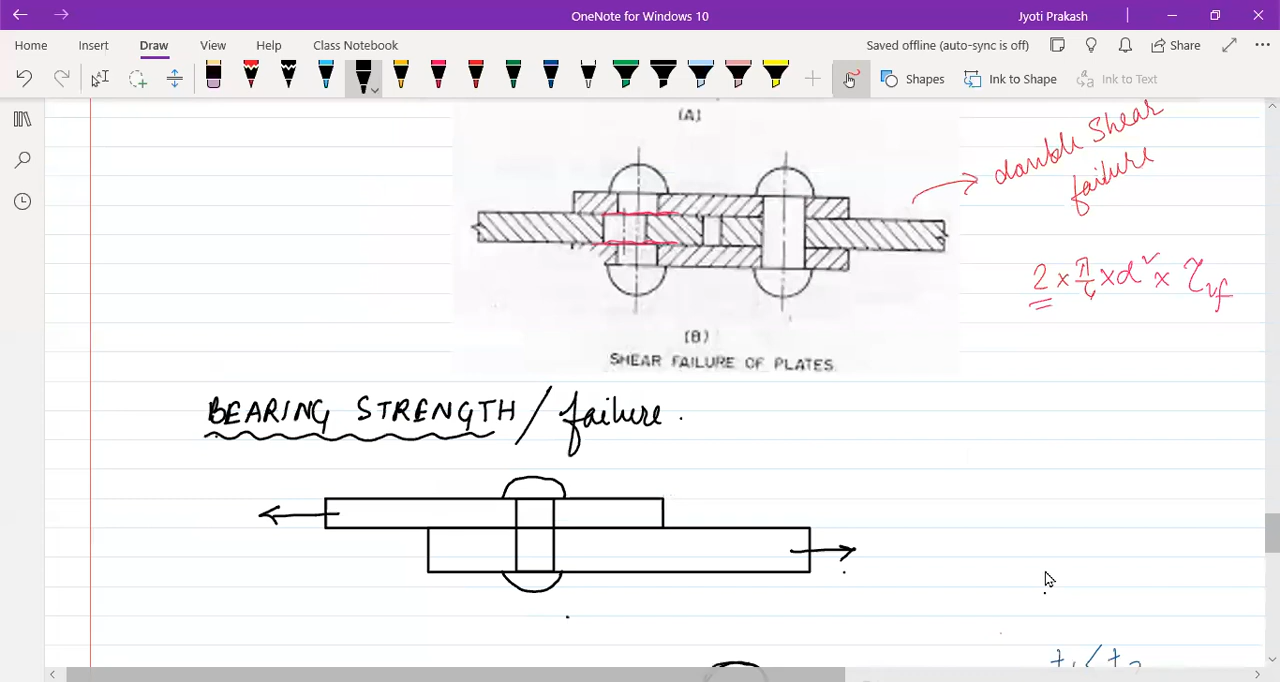 OneNote for Windows 10
Jyoti Prakash
Home Insert Draw View Help Class Notebook
Saved offline (auto-sync is off) Share
Shapes Ink to Shape Ink to Text
(A)
double Shear
failure
2 × π/4 × d² × τvf
(B)
SHEAR FAILURE OF PLATES.
BEARING STRENGTH / failure.
t1/t2